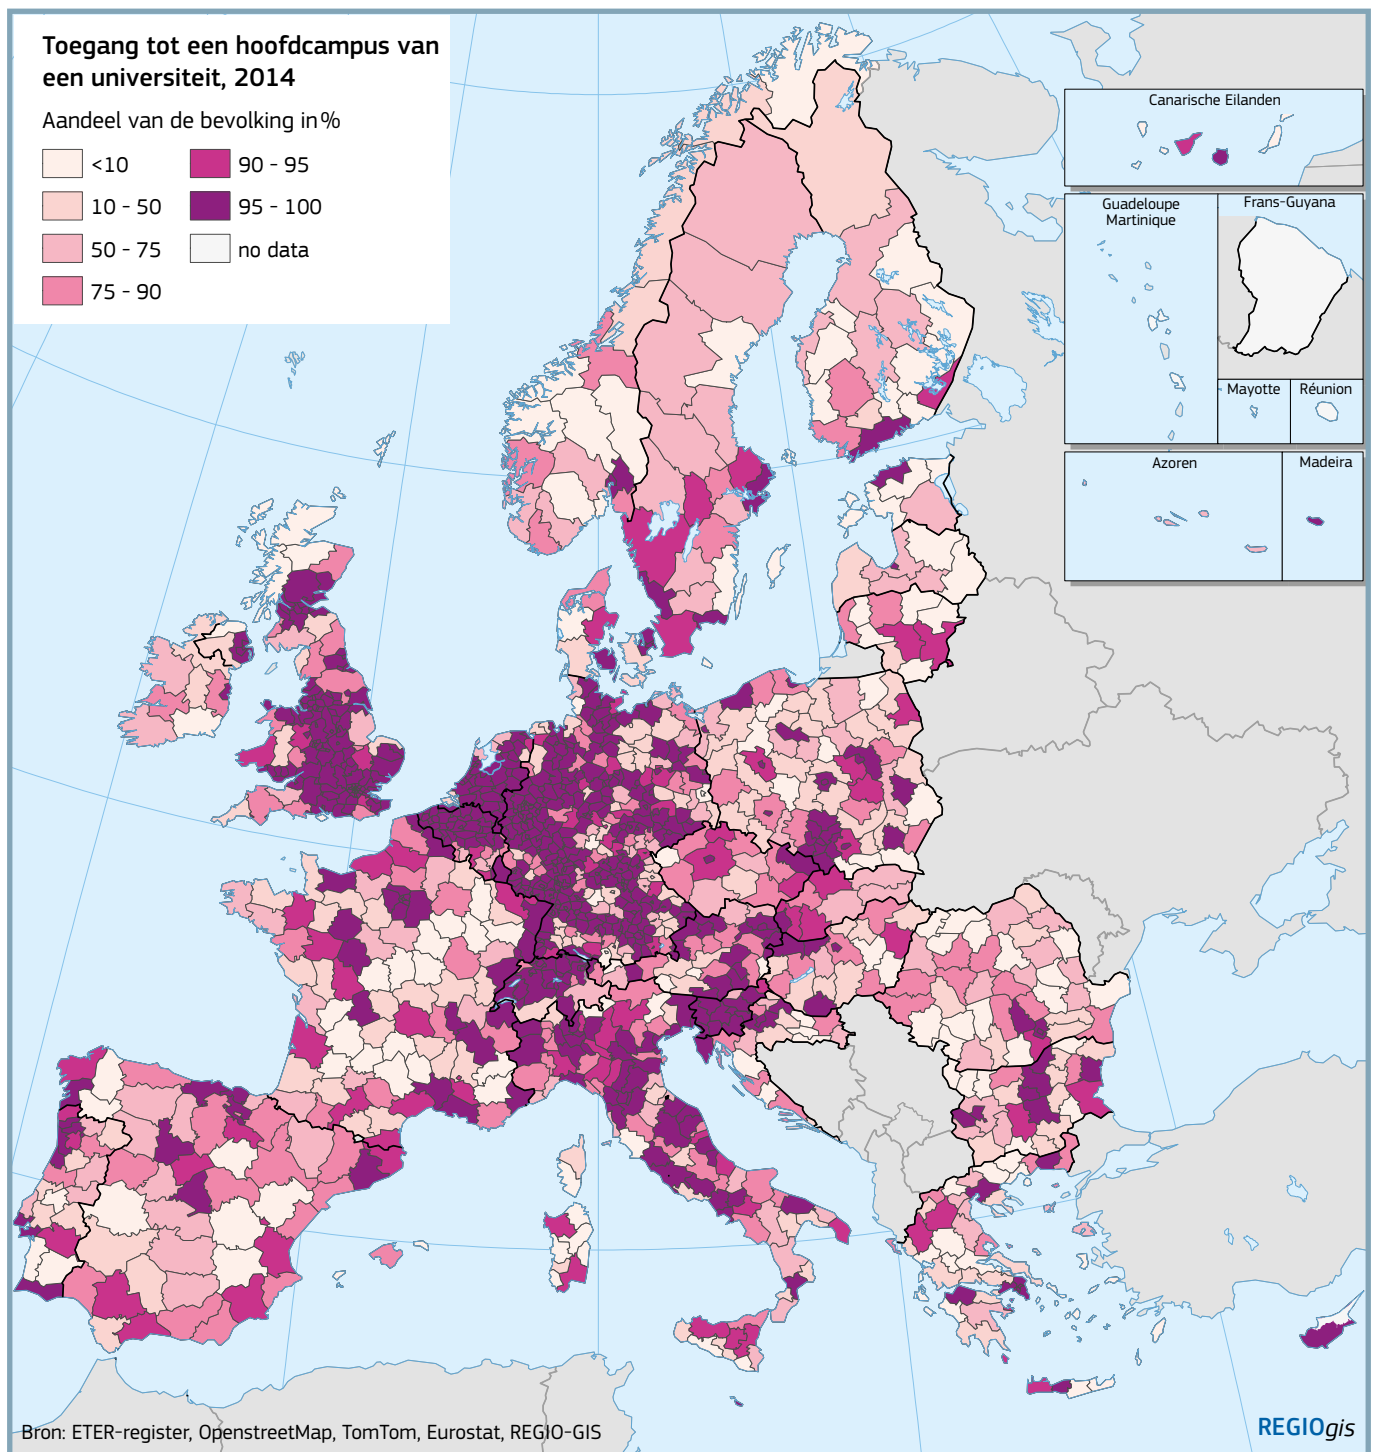 Toegang tot een hoofdcampus van
een universiteit, 2014
Aandeel van de bevolking in%
<10
10 - 50
50 - 75
75 - 90
90 - 95
95 - 100
no data
Canarische Eilanden
Guadeloupe
Martinique
Frans-Guyana
Mayotte
Réunion
Azoren
Madeira
Bron: ETER-register, OpenstreetMap, TomTom, Eurostat, REGIO-GIS
REGIOgis